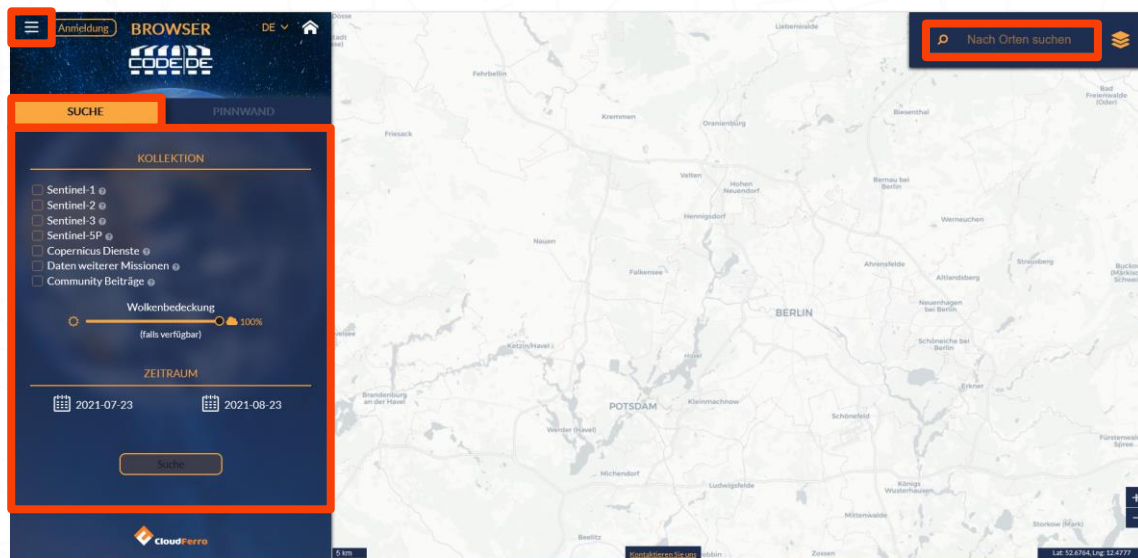 Anmeldung BROWSER DE
CODE DE
SUCHE PINNWAND
KOLLEKTION
Sentinel-1
Sentinel-2
Sentinel-3
Sentinel-5P
Copernicus Dienste
Daten weiterer Missionen
Community Beiträge
Wolkenbedeckung
100%
(falls verfügbar)
ZEITRAUM
2021-07-23 2021-08-23
Suche
CloudFerro
Nach Orten suchen
Liebenwalde
Fehrbellin
Bad
Freienwalde
(Oder)
Kremmen
Biesenthal
Oranienburg
Friesack
Velten
Hohen
Neuendorf
Bernau bei
Berlin
Hennigsdorf
Werneuchen
Nauen
Strausberg
Ahrensfelde
Falkensee
Altlandsberg
Neuenhagen
bei Berlin
BERLIN
Schöneiche bei
Berlin
Ketzin/Havel
Havel
Erkner
Brandenburg
an der Havel
POTSDAM
Kleinmachnow
Schönefeld
Werder (Havel)
Michendorf
Ludwigsfelde
Königs
Wusterhausen
Mittenwalde
Storkow (Mark)
Beelitz
Zossen
5 km
Kontaktieren Sie uns
+
−
Lat: 52.6764, Lng: 12.4777